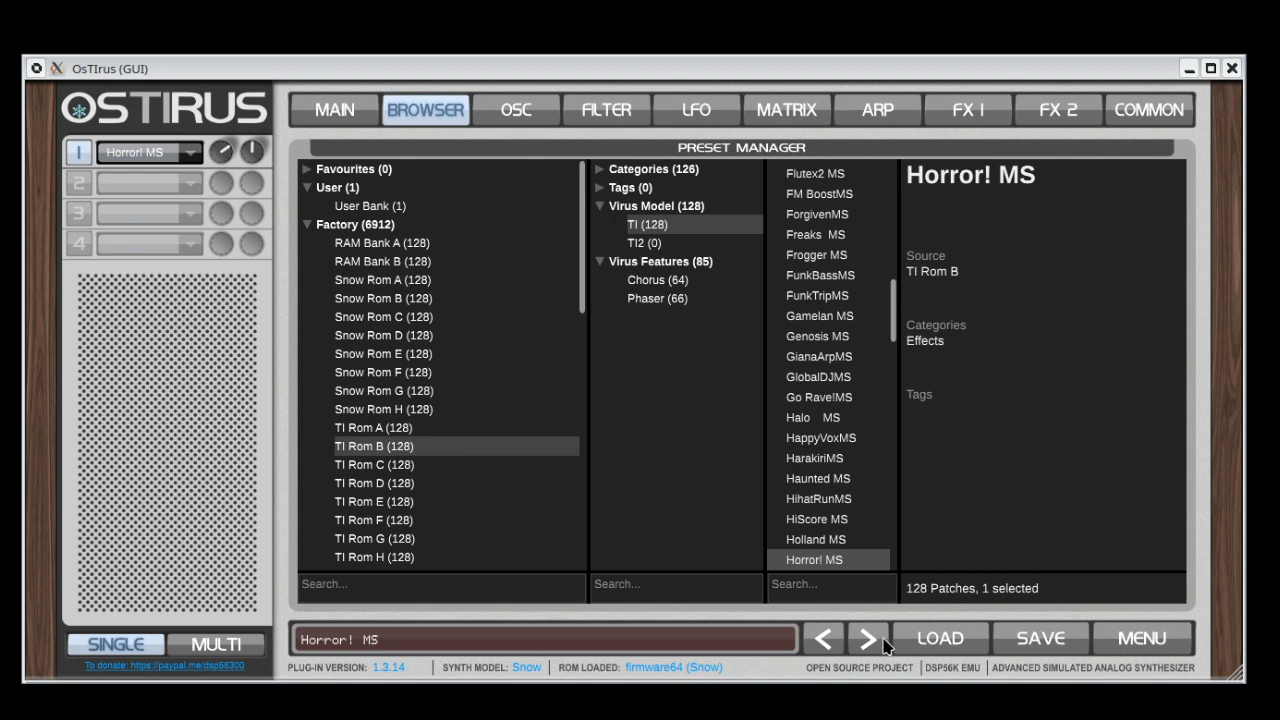 OsTIrus (GUI)
OSTIRUS
MAIN
BROWSER
OSC
FILTER
LFO
MATRIX
ARP
FX 1
FX 2
COMMON
1
Horror! MS
2
3
4
PRESET MANAGER
Favourites (0)
User (1)
User Bank (1)
Factory (6912)
RAM Bank A (128)
RAM Bank B (128)
Snow Rom A (128)
Snow Rom B (128)
Snow Rom C (128)
Snow Rom D (128)
Snow Rom E (128)
Snow Rom F (128)
Snow Rom G (128)
Snow Rom H (128)
TI Rom A (128)
TI Rom B (128)
TI Rom C (128)
TI Rom D (128)
TI Rom E (128)
TI Rom F (128)
TI Rom G (128)
TI Rom H (128)
Search...
Categories (126)
Tags (0)
Virus Model (128)
TI (128)
TI2 (0)
Virus Features (85)
Chorus (64)
Phaser (66)
Search...
Flutex2 MS
FM BoostMS
ForgivenMS
Freaks  MS
Frogger MS
FunkBassMS
FunkTripMS
Gamelan MS
Genosis MS
GianaArpMS
GlobalDJMS
Go Rave!MS
Halo    MS
HappyVoxMS
HarakiriMS
Haunted MS
HihatRunMS
HiScore MS
Holland MS
Horror! MS
Search...
Horror! MS
Source
TI Rom B
Categories
Effects
Tags
128 Patches, 1 selected
SINGLE
MULTI
To donate: https://paypal.me/dsp56300
Horror! MS
<
>
LOAD
SAVE
MENU
PLUG-IN VERSION: 1.3.14
SYNTH MODEL: Snow
ROM LOADED: firmware64 (Snow)
OPEN SOURCE PROJECT
DSP56K EMU
ADVANCED SIMULATED ANALOG SYNTHESIZER